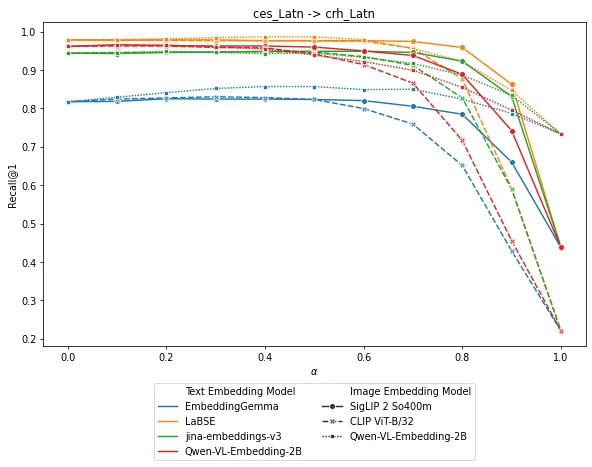 ces_Latn -> crh_Latn
Recall@1
1.0
0.9
0.8
0.7
0.6
0.5
0.4
0.3
0.2
0.0 0.2 0.4 0.6 0.8 1.0
α
Text Embedding Model
EmbeddingGemma
LaBSE
jina-embeddings-v3
Qwen-VL-Embedding-2B
Image Embedding Model
SigLIP 2 So400m
CLIP ViT-B/32
Qwen-VL-Embedding-2B